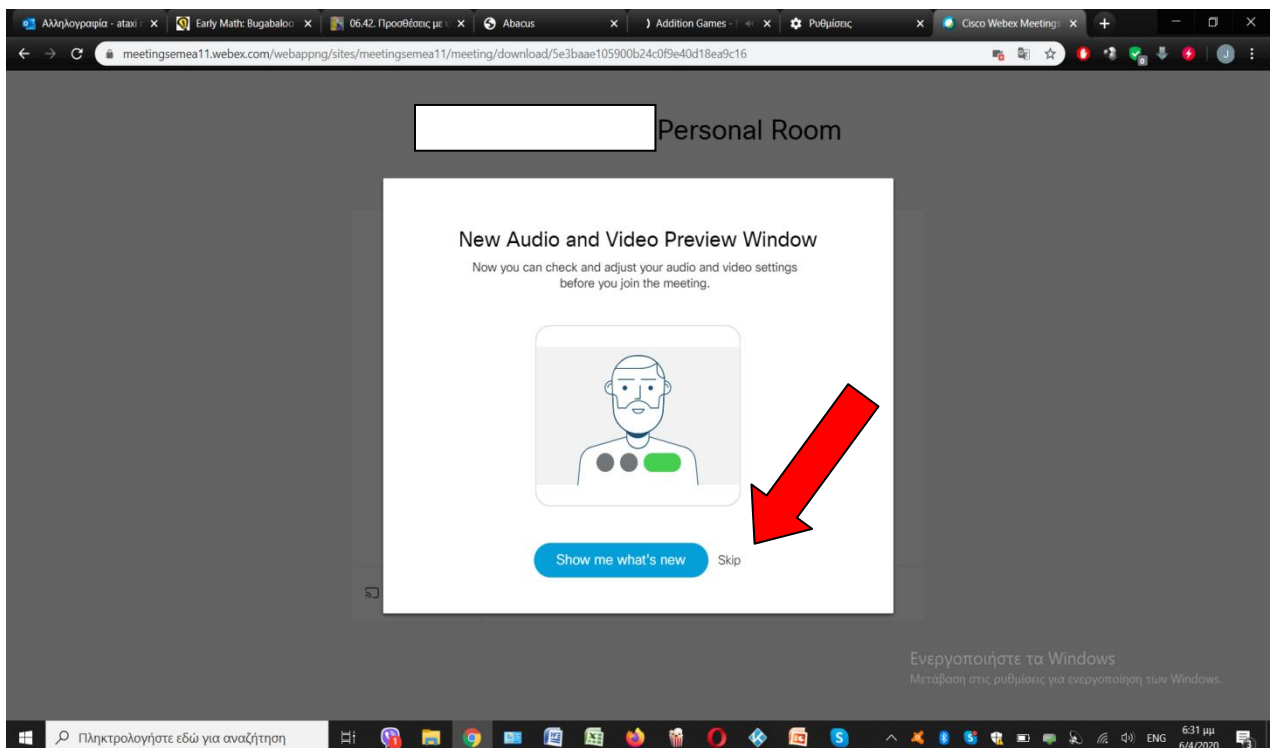 Αλληλογραφία - ataxi
Early Math: Bugabaloo
06.42. Προσθέσεις με
Abacus
) Addition Games -
Ρυθμίσεις
Cisco Webex Meetings
meetingsemea11.webex.com/webappng/sites/meetingsemea11/meeting/download/5e3baae105900b24c0f9e40d18ea9c16
Personal Room
New Audio and Video Preview Window
Now you can check and adjust your audio and video settings
before you join the meeting.
Show me what's new
Skip
Ενεργοποιήστε τα Windows
Μετάβαση στις ρυθμίσεις για ενεργοποίηση των Windows.
Πληκτρολογήστε εδώ για αναζήτηση
ENG
6:31 μμ
6/4/2020